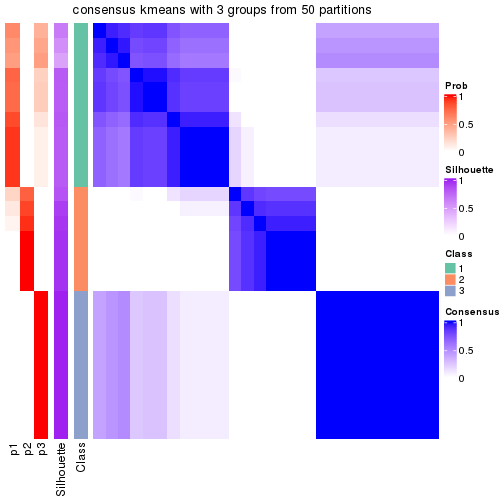 consensus kmeans with 3 groups from 50 partitions
Prob
1
0.5
0
Silhouette
1
0.5
0
Class
1
2
3
Consensus
1
0.5
0
p1
p2
p3
Silhouette
Class